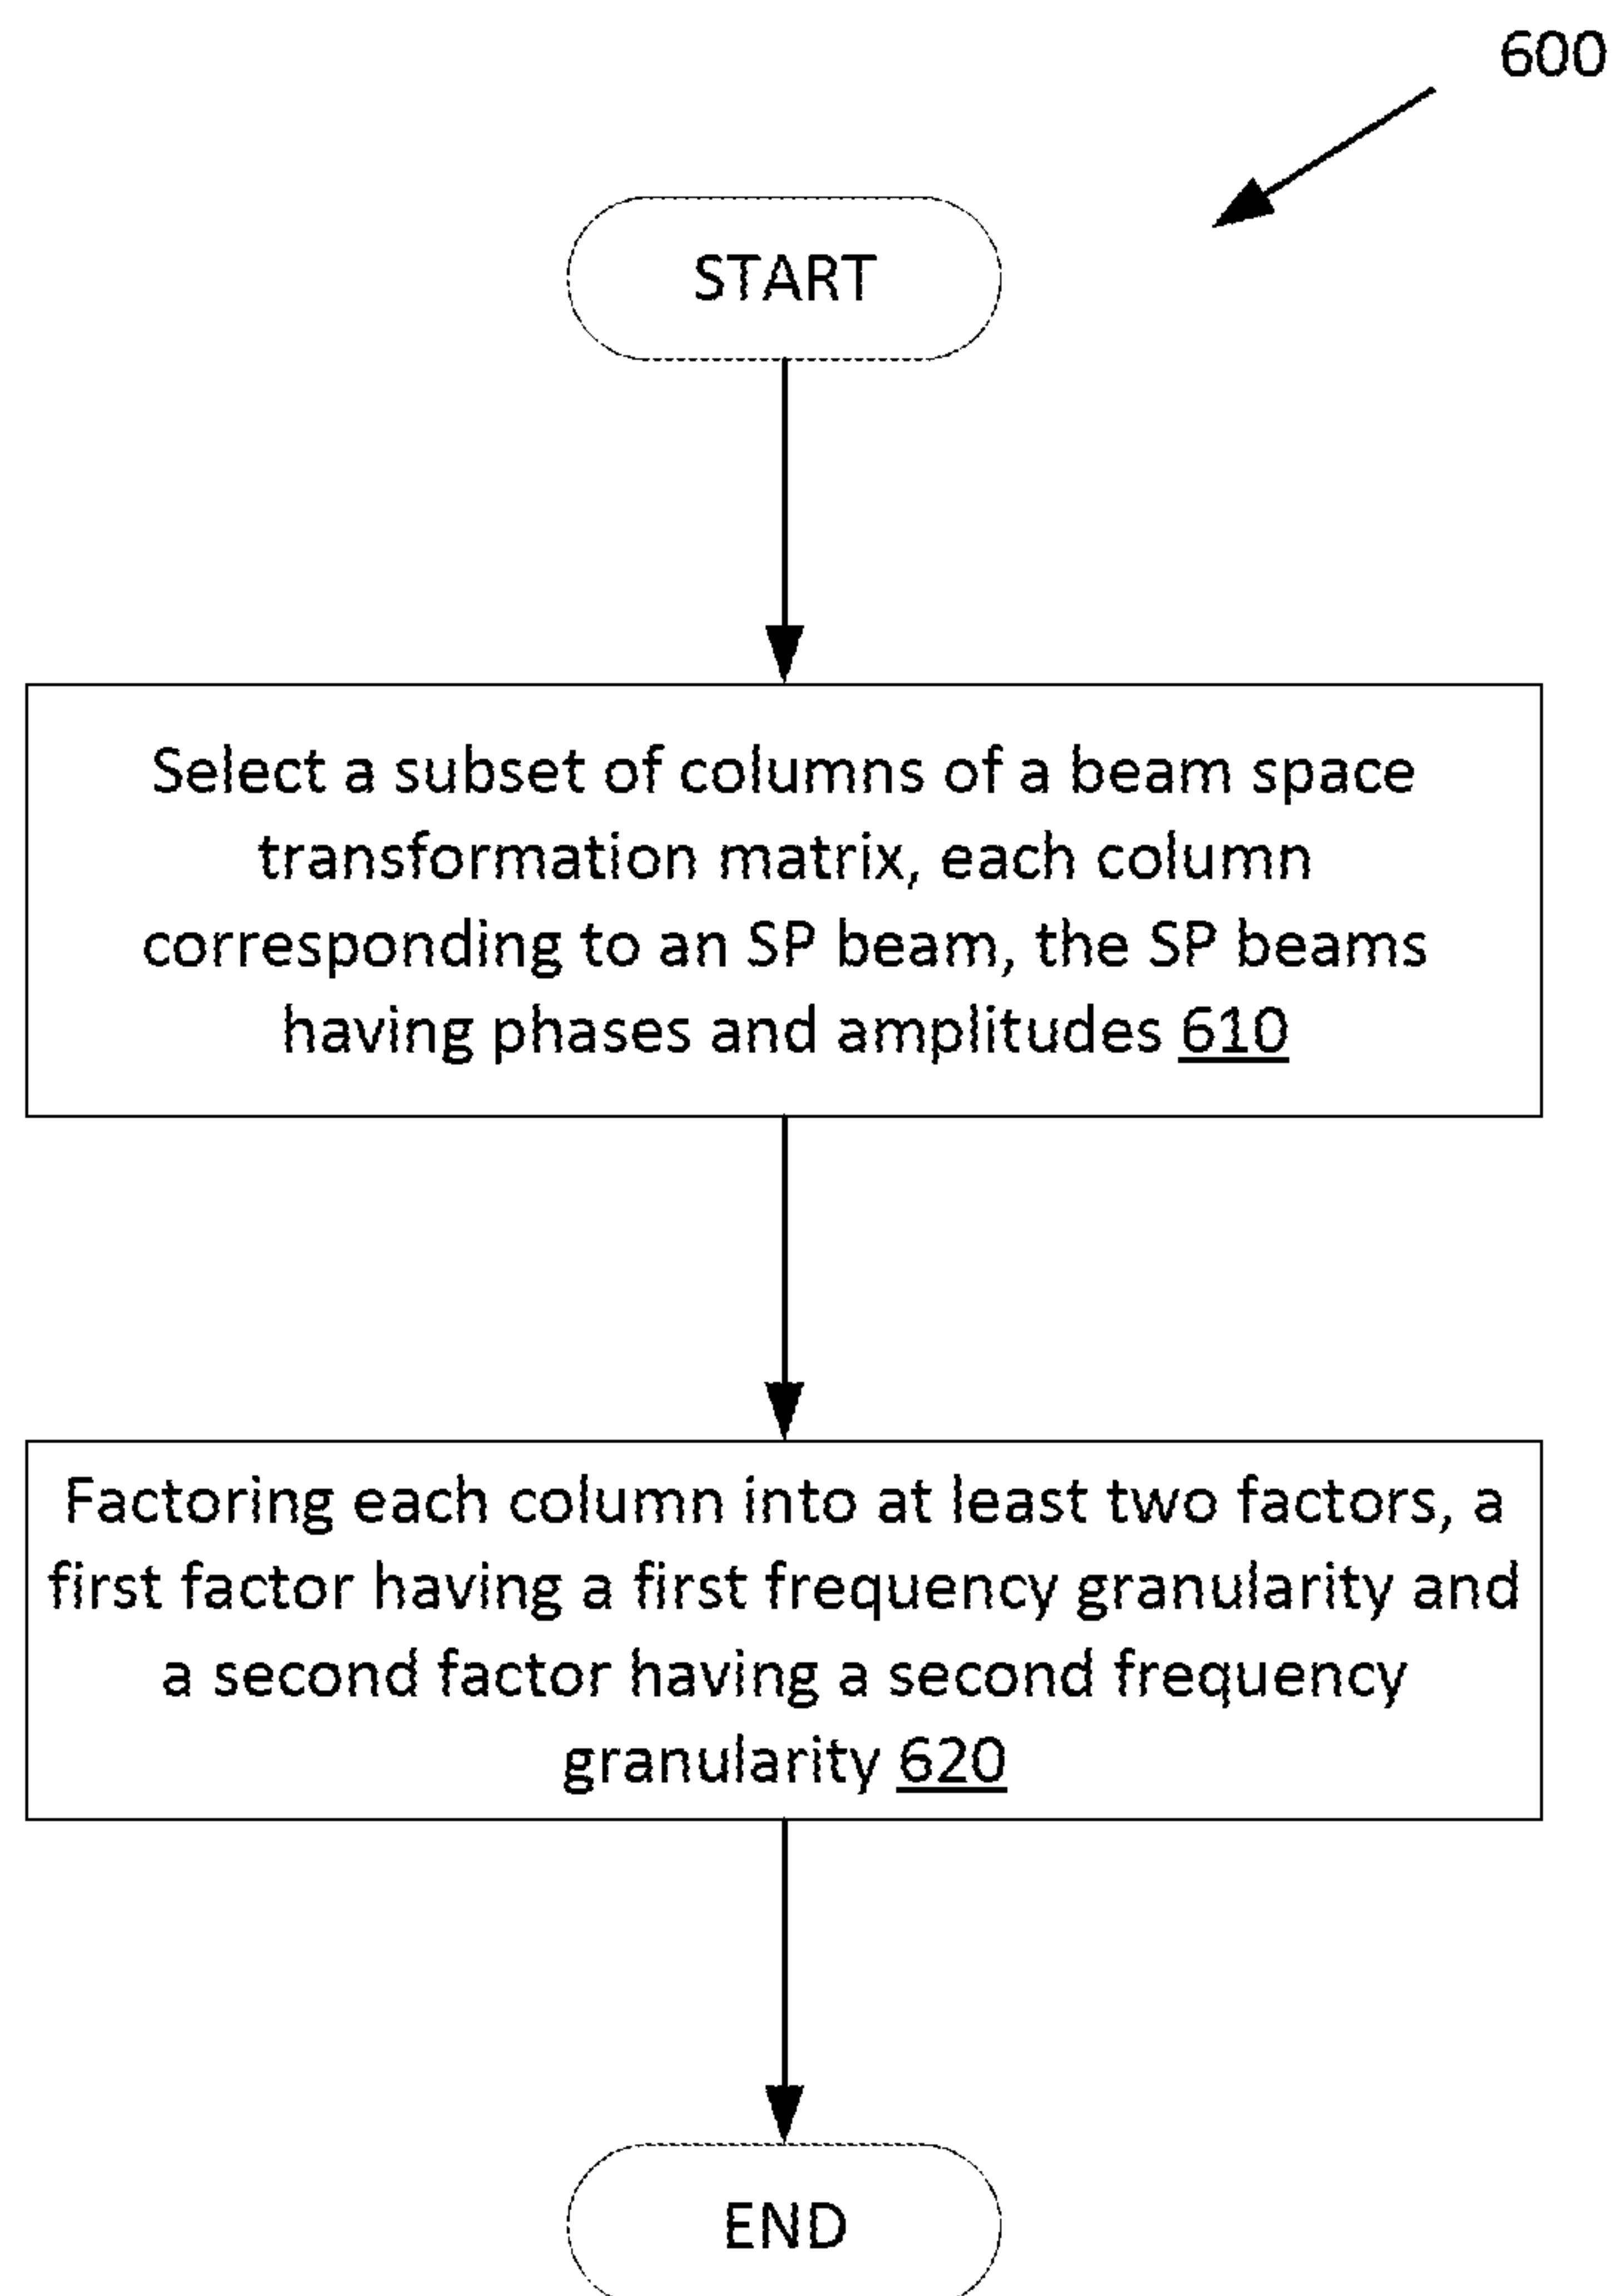 600
START
Select a subset of columns of a beam space
transformation matrix, each column
corresponding to an SP beam, the SP beams
having phases and amplitudes 610
Factoring each column into at least two factors, a
first factor having a first frequency granularity and
a second factor having a second frequency
granularity 620
END